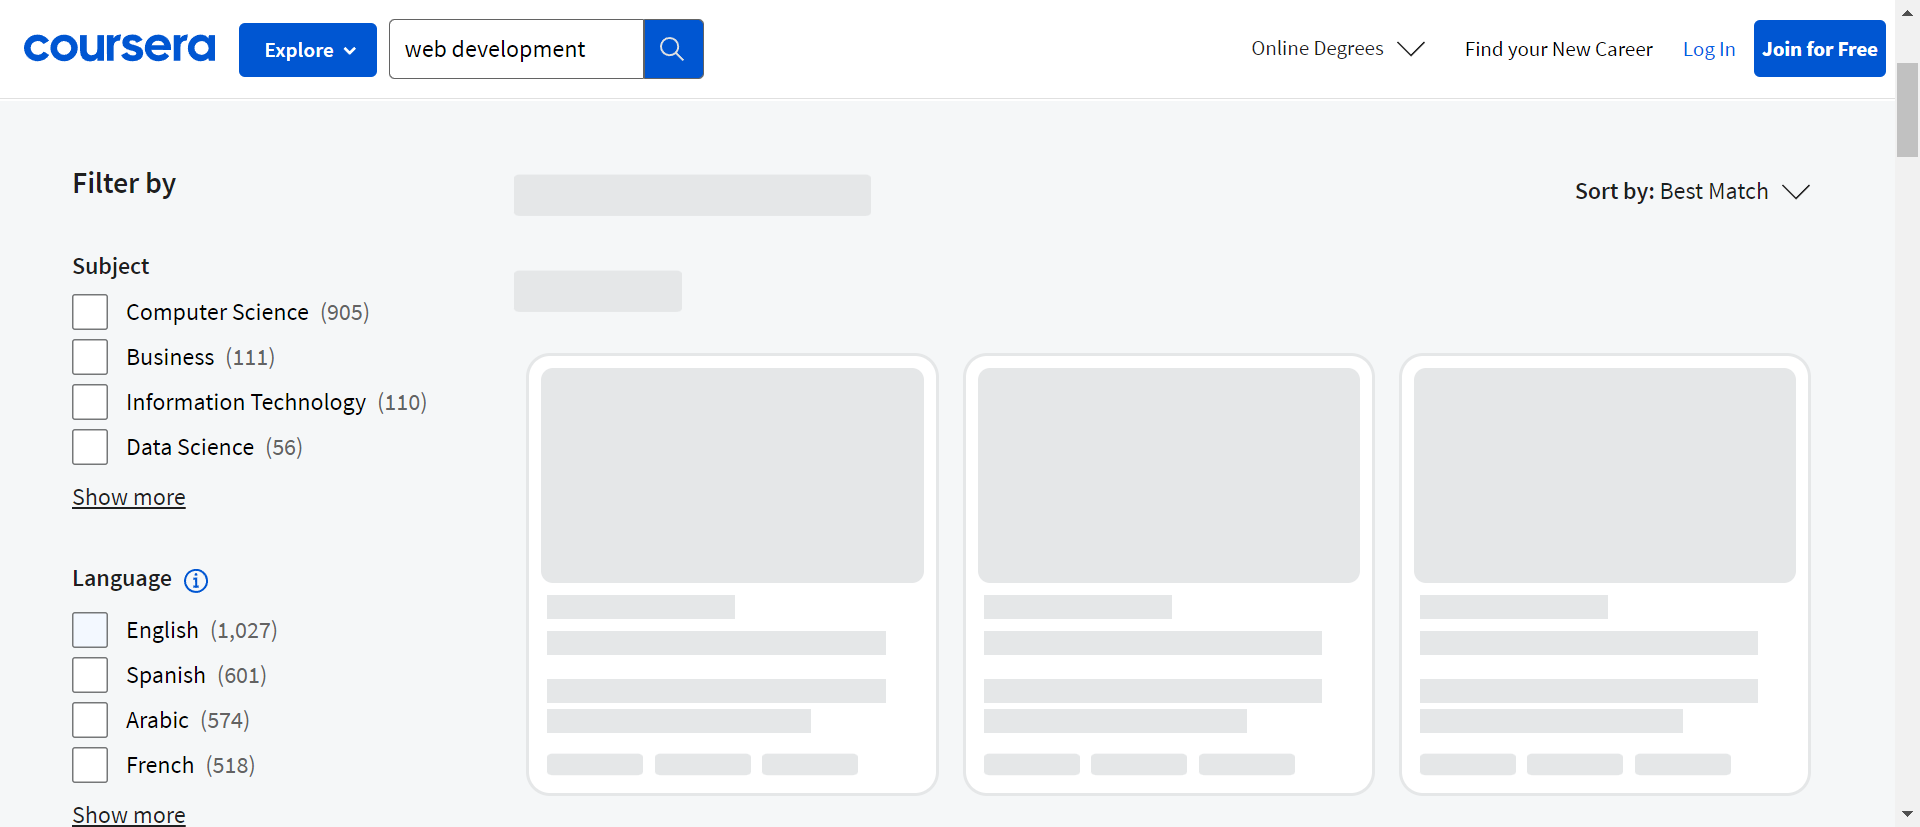 coursera
Explore
web development
Online Degrees
Find your New Career
Log In
Join for Free
Filter by
Sort by: Best Match
Subject
Computer Science (905)
Business (111)
Information Technology (110)
Data Science (56)
Show more
Language
English (1,027)
Spanish (601)
Arabic (574)
French (518)
Show more